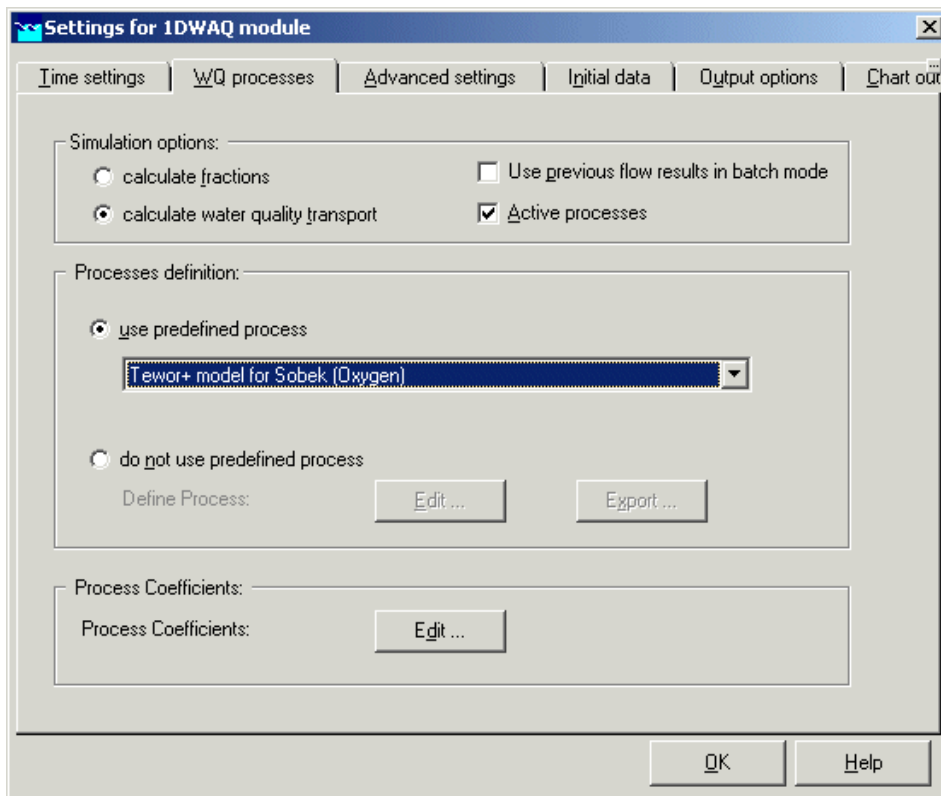 Settings for 1DWAQ module
Time settings WQ processes Advanced settings Initial data Output options Chart out
Simulation options:
calculate fractions Use previous flow results in batch mode
calculate water quality transport Active processes
Processes definition:
use predefined process
Tewor+ model for Sobek (Oxygen)
do not use predefined process
Define Process: Edit ... Export ...
Process Coefficients:
Process Coefficients: Edit ...
OK Help